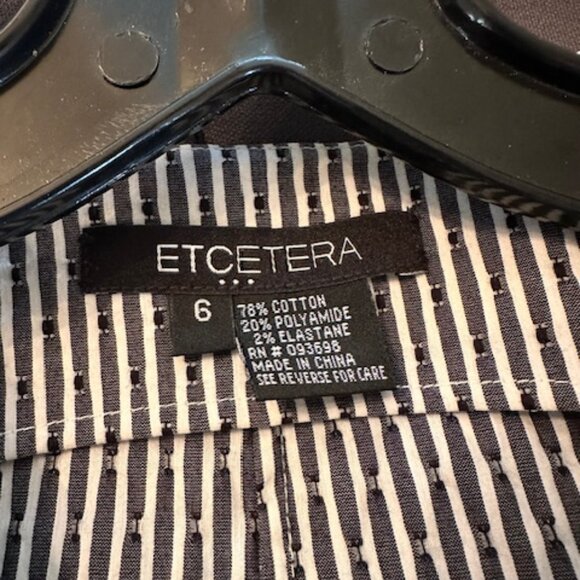 ETCETERA
6
78% COTTON
20% POLYAMIDE
2% ELASTANE
RN # 093698
MADE IN CHINA
SEE REVERSE FOR CARE